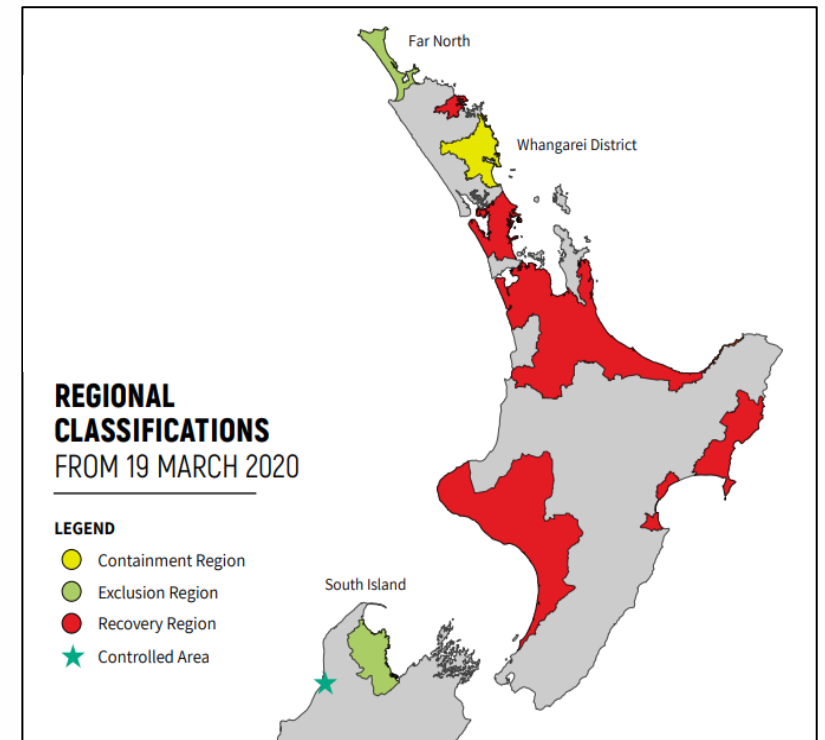 Far North
Whangarei District
REGIONAL
CLASSIFICATIONS
FROM 19 MARCH 2020
LEGEND
Containment Region
Exclusion Region
Recovery Region
Controlled Area
South Island